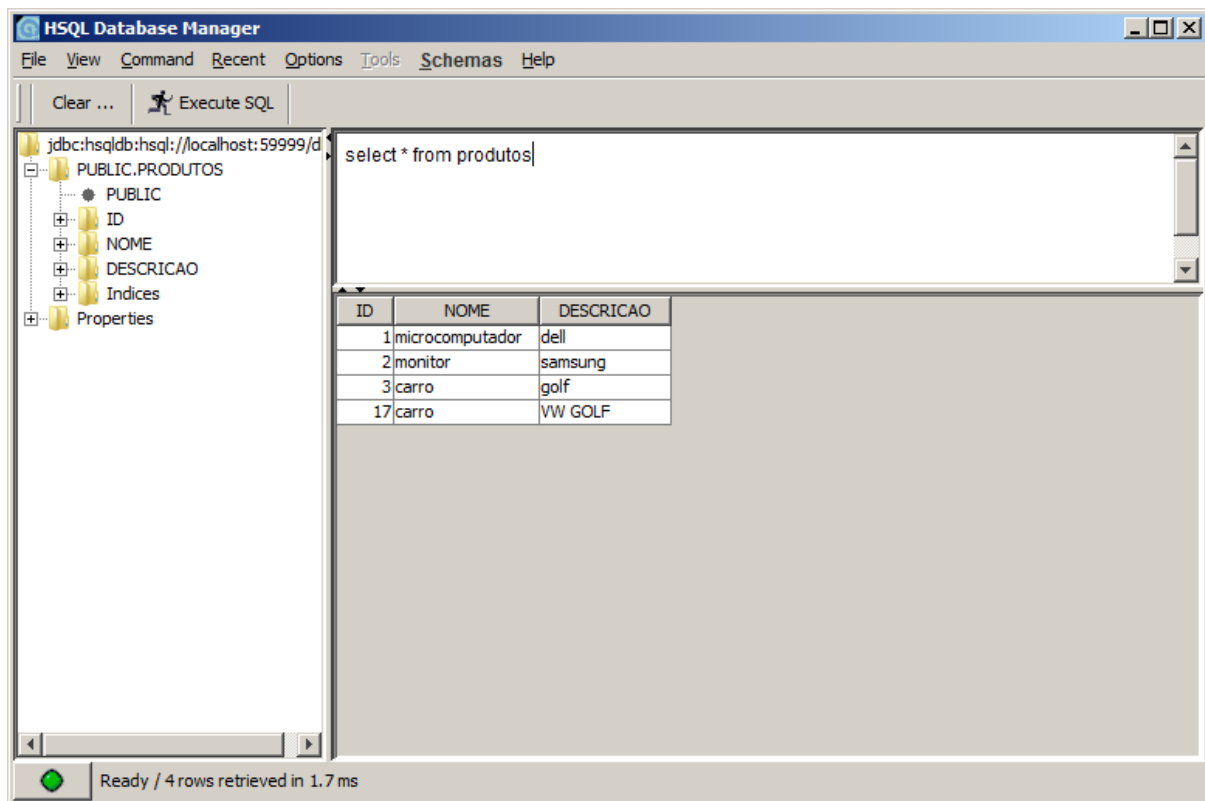 HSQL Database Manager
File View Command Recent Options Tools Schemas Help
Clear ... Execute SQL
jdbc:hsqldb:hsql://localhost:59999/d
PUBLIC.PRODUTOS
PUBLIC
ID
NOME
DESCRICAO
Indices
Properties
select * from produtos
ID NOME DESCRICAO
1 microcomputador dell
2 monitor samsung
3 carro golf
17 carro VW GOLF
Ready / 4 rows retrieved in 1.7 ms